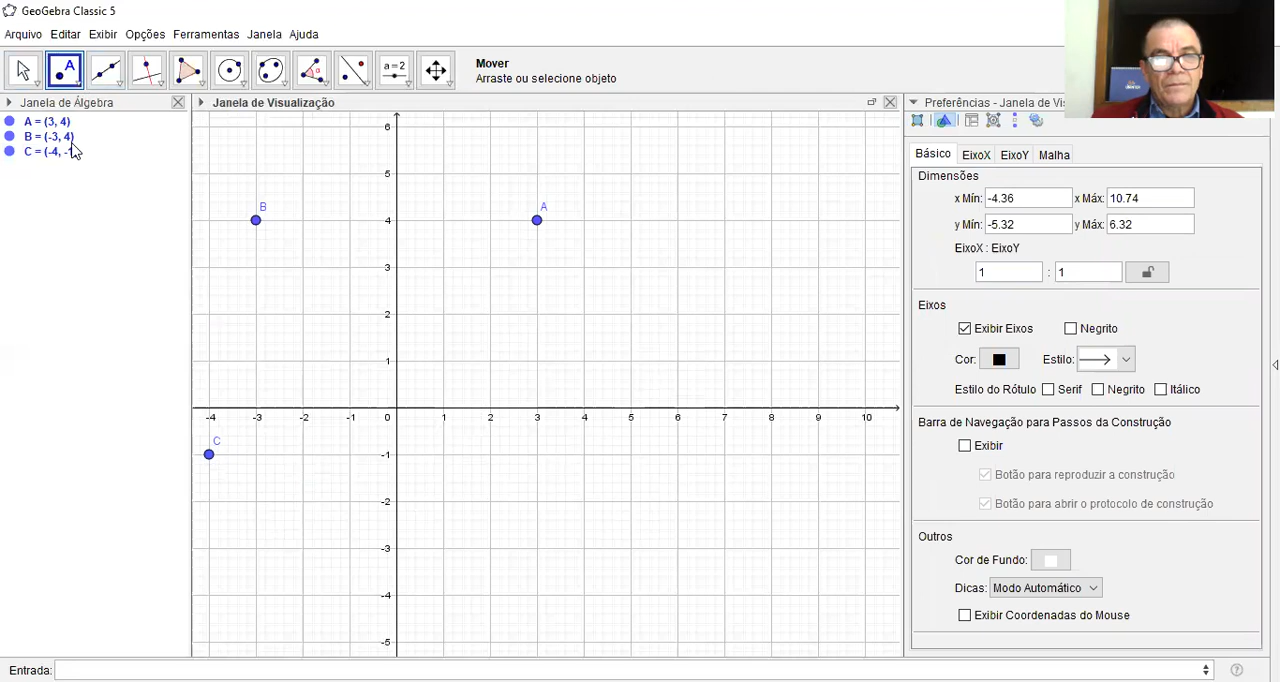 GeoGebra Classic 5
Arquivo Editar Exibir Opções Ferramentas Janela Ajuda
A
a=2
Mover
Arraste ou selecione objeto
Janela de Álgebra
Janela de Visualização
A = (3, 4)
B = (-3, 4)
C = (-4, -
6
5
4
3
2
1
0
-1
-2
-3
-4
-5
-4 -3 -2 -1 1 2 3 4 5 6 7 8 9 10
B
A
C
Preferências - Janela de Vis
Básico EixoX EixoY Malha
Dimensões
x Mín: -4.36 x Máx: 10.74
y Mín: -5.32 y Máx: 6.32
EixoX : EixoY
1 : 1
Eixos
Exibir Eixos Negrito
Cor: Estilo:
Estilo do Rótulo Serif Negrito Itálico
Barra de Navegação para Passos da Construção
Exibir
Botão para reproduzir a construção
Botão para abrir o protocolo de construção
Outros
Cor de Fundo:
Dicas: Modo Automático
Exibir Coordenadas do Mouse
Entrada: